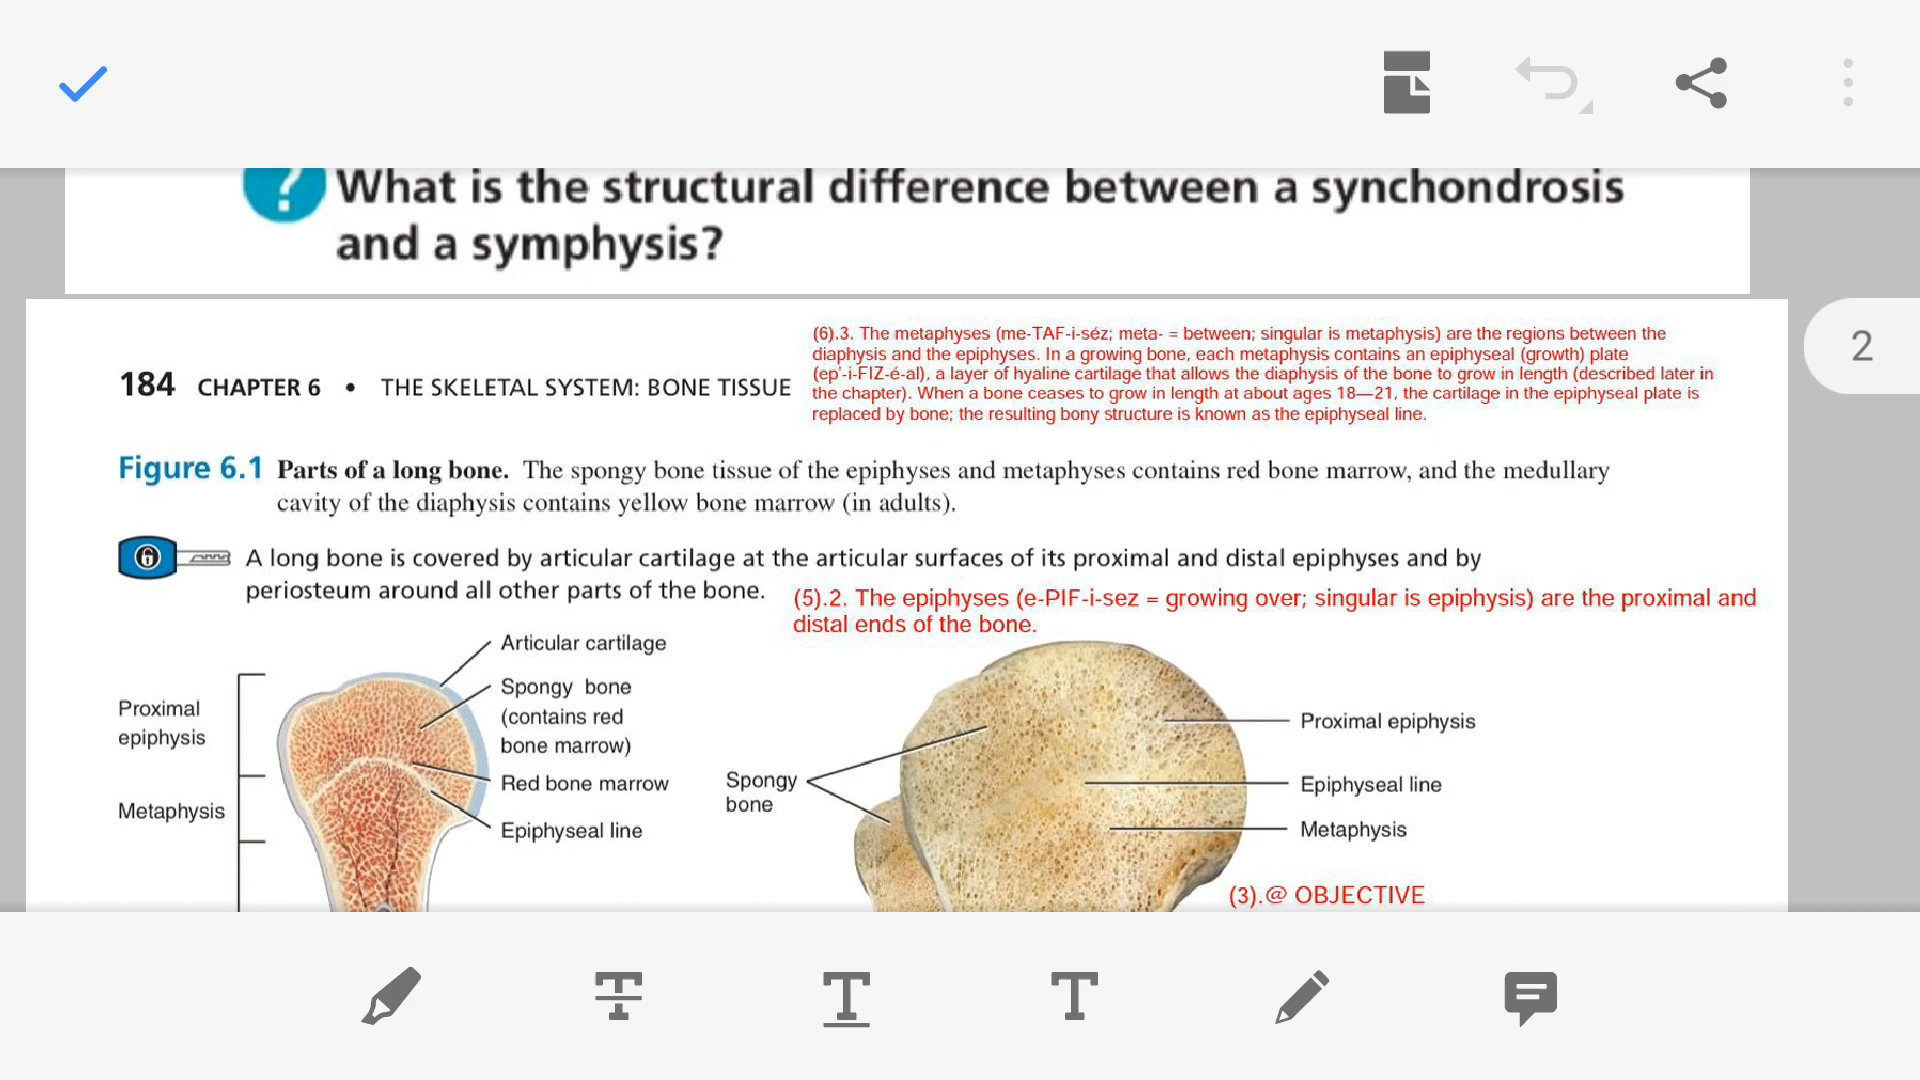 What is the structural difference between a synchondrosis
and a symphysis?
2
(6).3. The metaphyses (me-TAF-i-séz; meta- = between; singular is metaphysis) are the regions between the
diaphysis and the epiphyses. In a growing bone, each metaphysis contains an epiphyseal (growth) plate
(ep'-i-FIZ-é-al), a layer of hyaline cartilage that allows the diaphysis of the bone to grow in length (described later in
the chapter). When a bone ceases to grow in length at about ages 18—21, the cartilage in the epiphyseal plate is
replaced by bone; the resulting bony structure is known as the epiphyseal line.
184 CHAPTER 6 • THE SKELETAL SYSTEM: BONE TISSUE
Figure 6.1 Parts of a long bone. The spongy bone tissue of the epiphyses and metaphyses contains red bone marrow, and the medullary
cavity of the diaphysis contains yellow bone marrow (in adults).
A long bone is covered by articular cartilage at the articular surfaces of its proximal and distal epiphyses and by
periosteum around all other parts of the bone.
(5).2. The epiphyses (e-PIF-i-sez = growing over; singular is epiphysis) are the proximal and
distal ends of the bone.
Articular cartilage
Spongy bone
(contains red
bone marrow)
Red bone marrow
Epiphyseal line
Proximal
epiphysis
Metaphysis
Spongy
bone
Proximal epiphysis
Epiphyseal line
Metaphysis
(3).@ OBJECTIVE